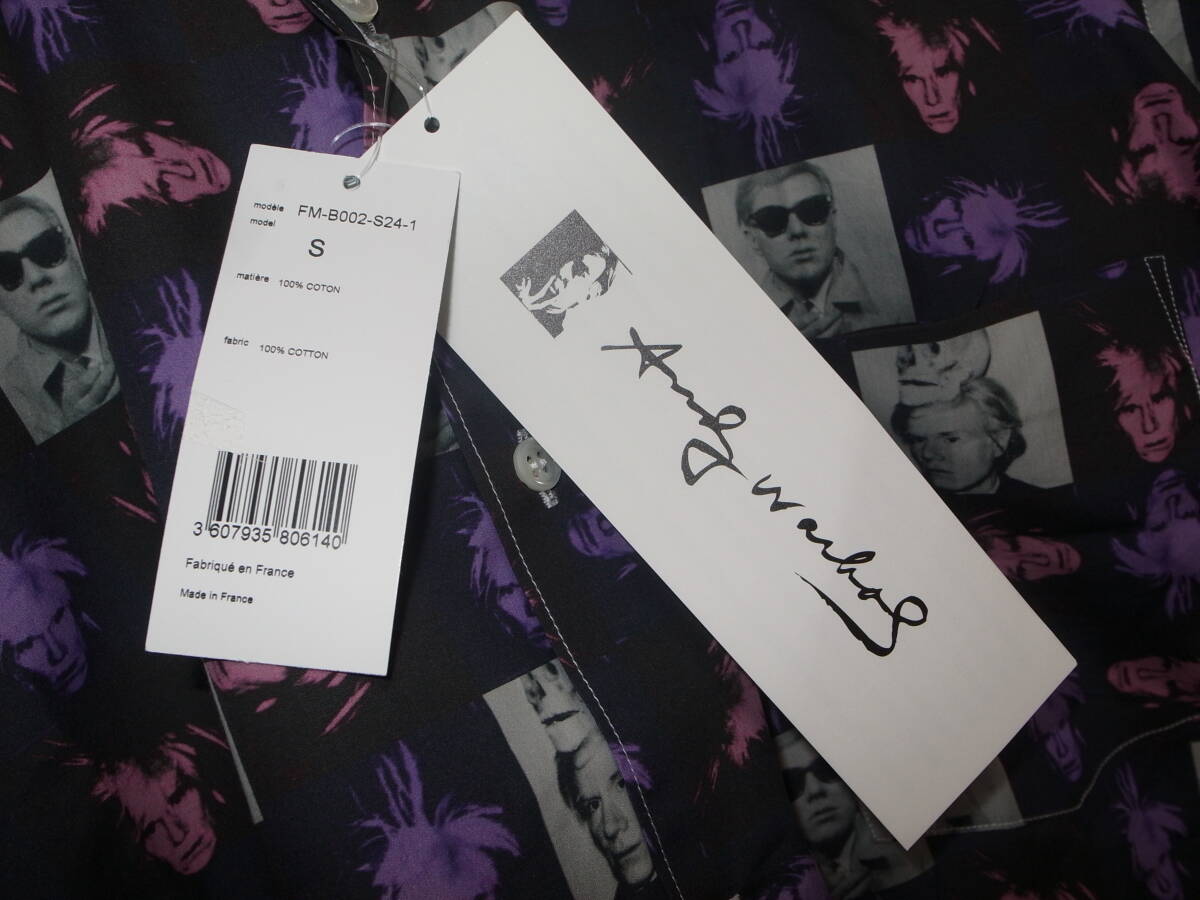 modèle FM-B002-S24-1
model
S
matière 100% COTON
fabric 100% COTTON
3 607935 806140
Fabriqué en France
Made in France
Andy Warhol